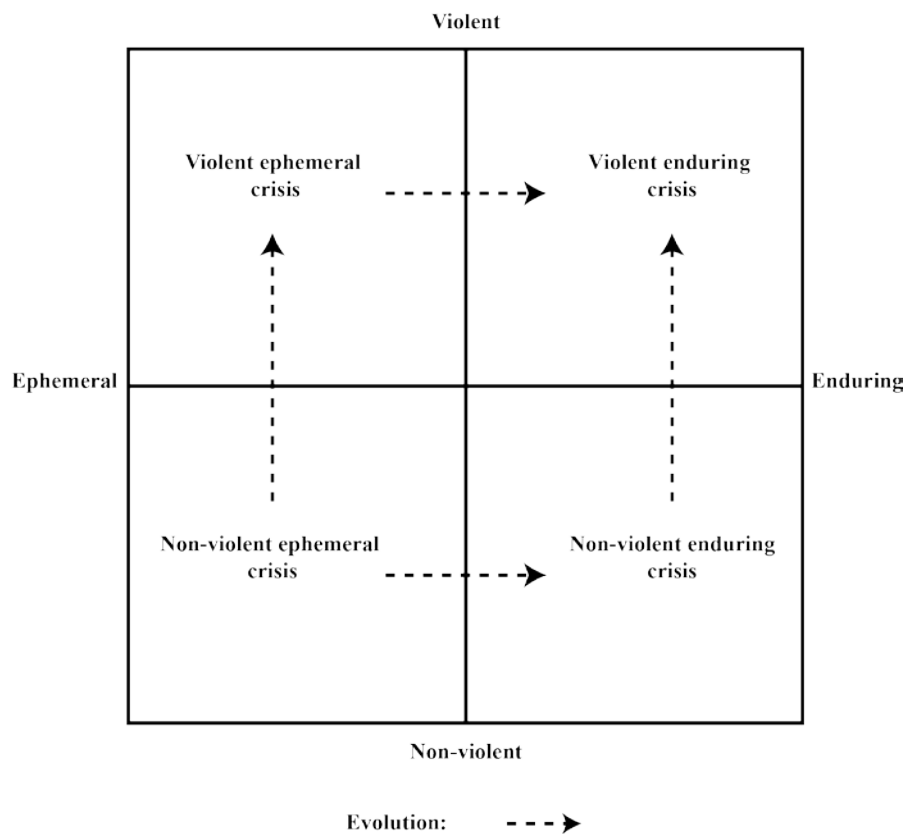 Violent
Violent ephemeral
crisis
Violent enduring
crisis
Ephemeral
Enduring
Non-violent ephemeral
crisis
Non-violent enduring
crisis
Non-violent
Evolution: